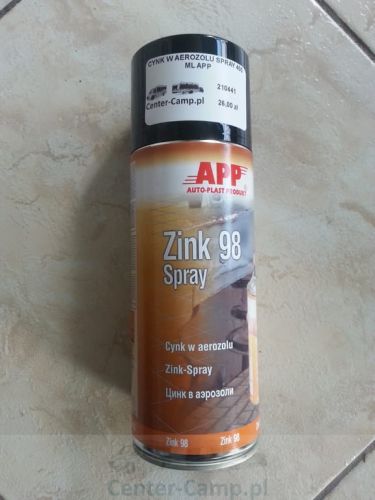 CYNK W AEROZOLU SPRAY 400
ML APP
210441
Center-Camp.pl
26,00 zł
APP
AUTO-PLAST PRODUKT
Zink 98
Spray
Cynk w aerozolu
Zink-Spray
Цинк в аэрозоли
Zink 98
Zink 98
Center-Camp.pl